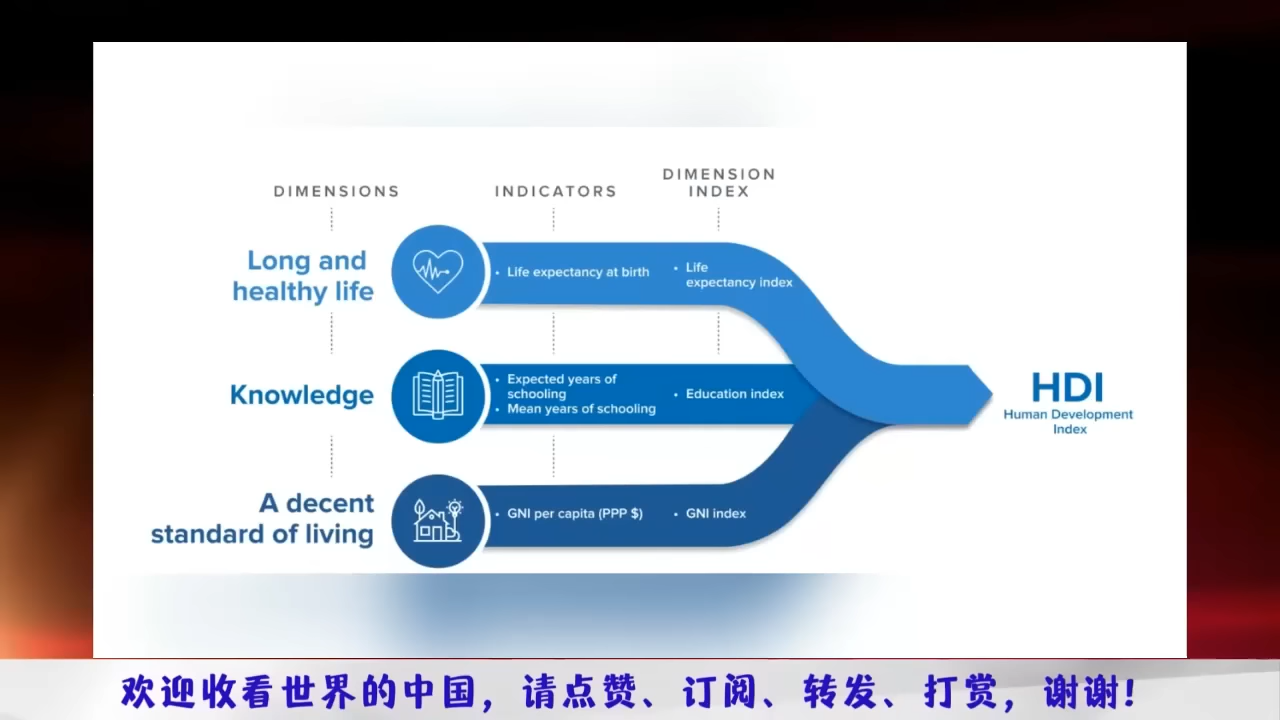 DIMENSIONS
INDICATORS
DIMENSION
INDEX
Long and
healthy life
• Life expectancy at birth
• Life
expectancy index
Knowledge
• Expected years of
schooling
• Mean years of schooling
• Education index
HDI
Human Development
Index
A decent
standard of living
• GNI per capita (PPP $)
• GNI index
欢迎收看世界的中国，请点赞、订阅、转发、打赏，谢谢！